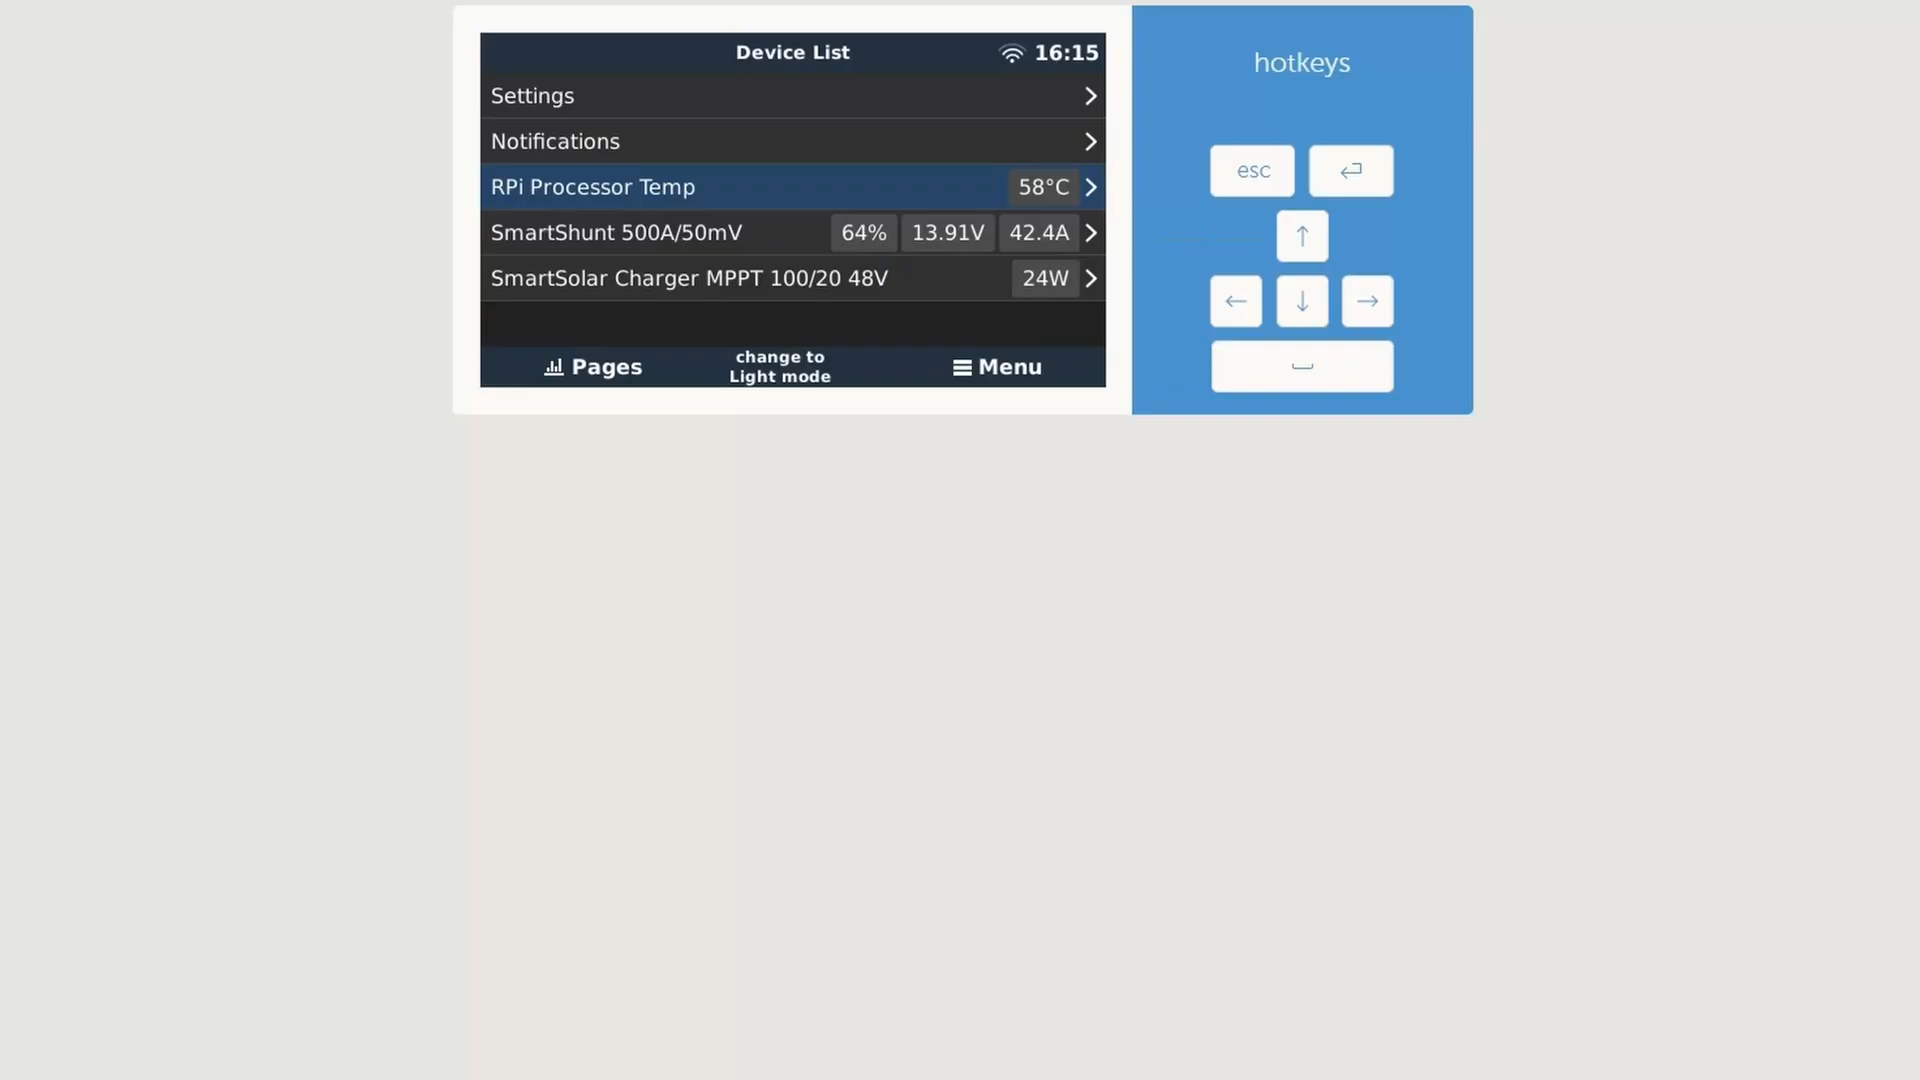 Device List 16:15
Settings
Notifications
RPi Processor Temp 58°C
SmartShunt 500A/50mV 64% 13.91V 42.4A
SmartSolar Charger MPPT 100/20 48V 24W
Pages
change to
Light mode
Menu
hotkeys
esc